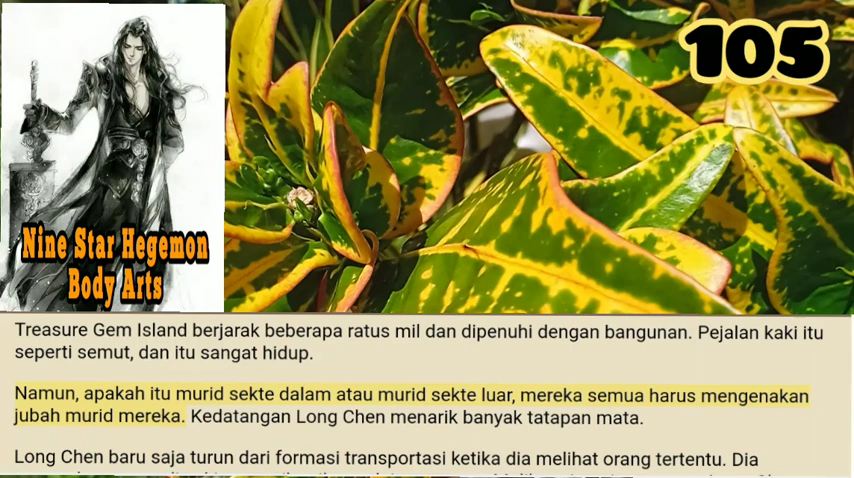 105
Nine Star Hegemon
Body Arts
Treasure Gem Island berjarak beberapa ratus mil dan dipenuhi dengan bangunan. Pejalan kaki itu
seperti semut, dan itu sangat hidup.
Namun, apakah itu murid sekte dalam atau murid sekte luar, mereka semua harus mengenakan
jubah murid mereka. Kedatangan Long Chen menarik banyak tatapan mata.
Long Chen baru saja turun dari formasi transportasi ketika dia melihat orang tertentu. Dia